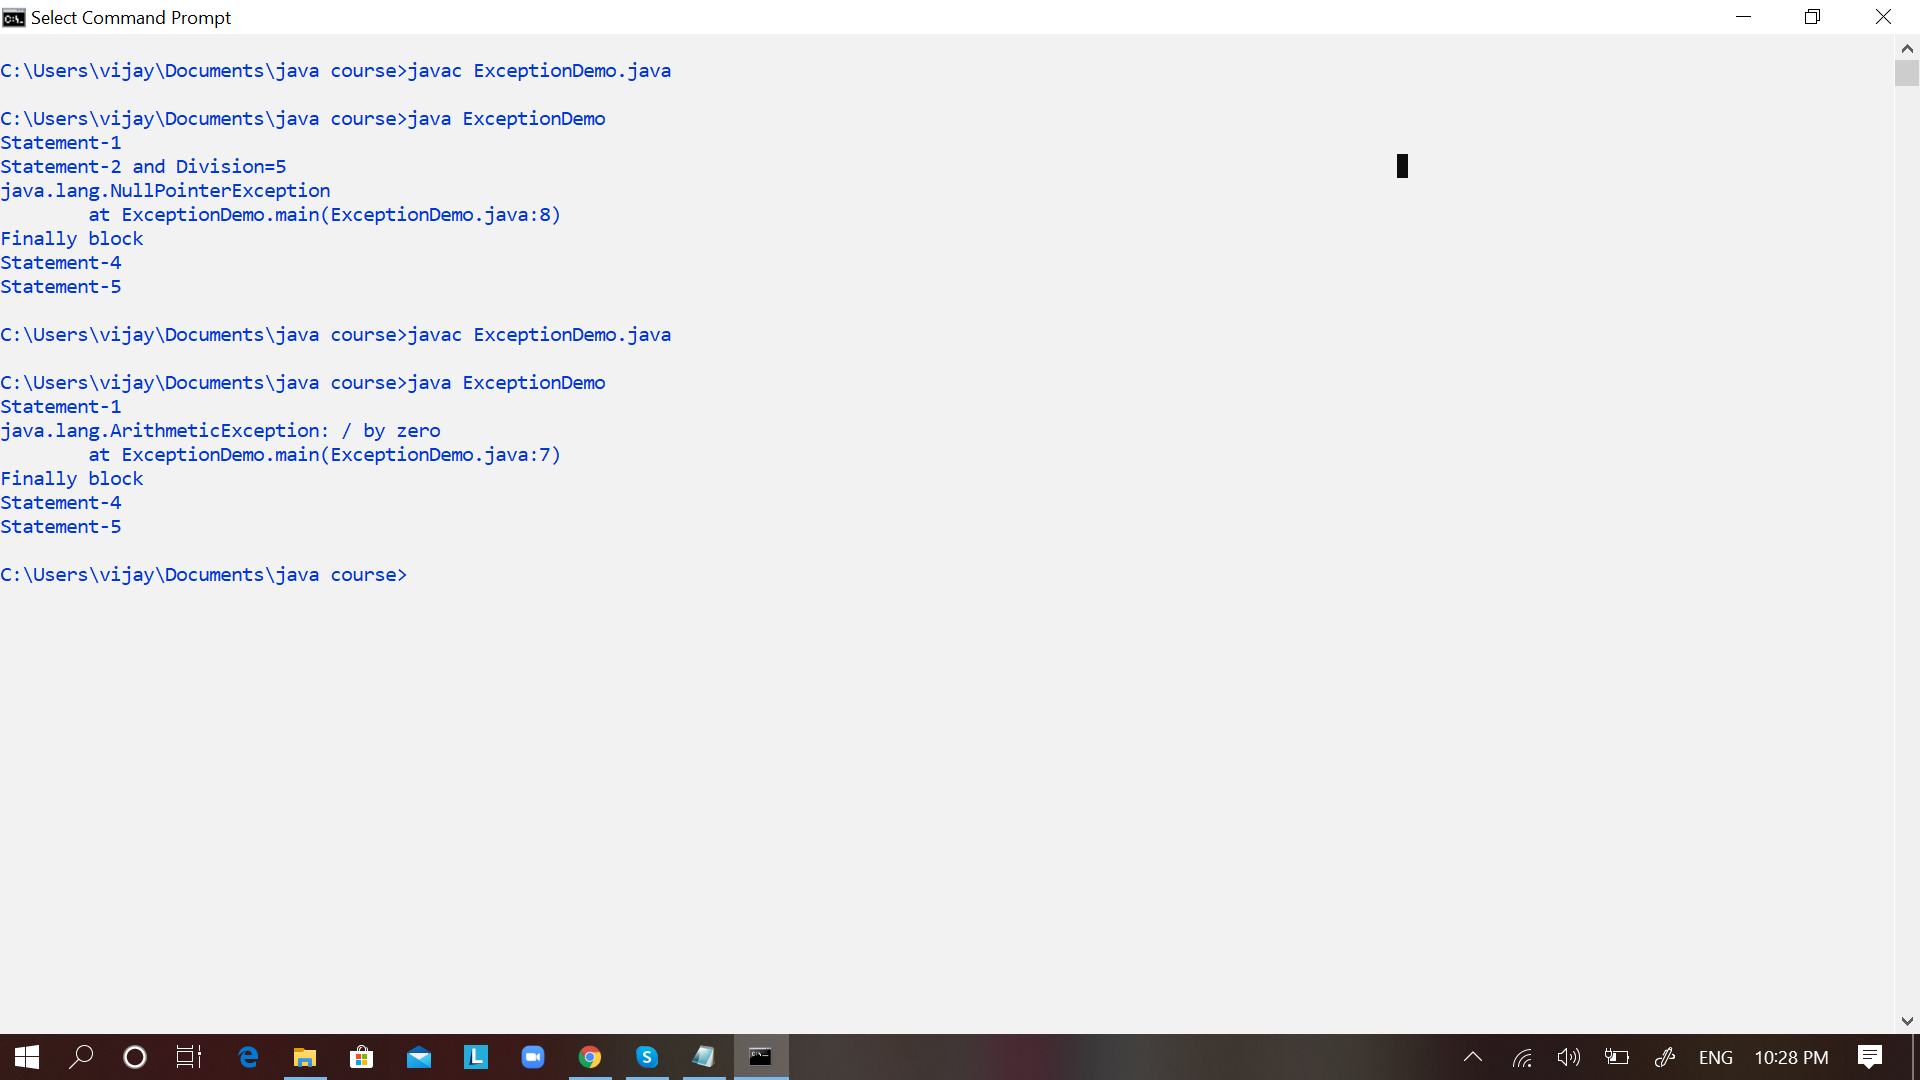 Select Command Prompt
C:\Users\vijay\Documents\java course>javac ExceptionDemo.java
C:\Users\vijay\Documents\java course>java ExceptionDemo
Statement-1
Statement-2 and Division=5
java.lang.NullPointerException
        at ExceptionDemo.main(ExceptionDemo.java:8)
Finally block
Statement-4
Statement-5
C:\Users\vijay\Documents\java course>javac ExceptionDemo.java
C:\Users\vijay\Documents\java course>java ExceptionDemo
Statement-1
java.lang.ArithmeticException: / by zero
        at ExceptionDemo.main(ExceptionDemo.java:7)
Finally block
Statement-4
Statement-5
C:\Users\vijay\Documents\java course>
ENG 10:28 PM